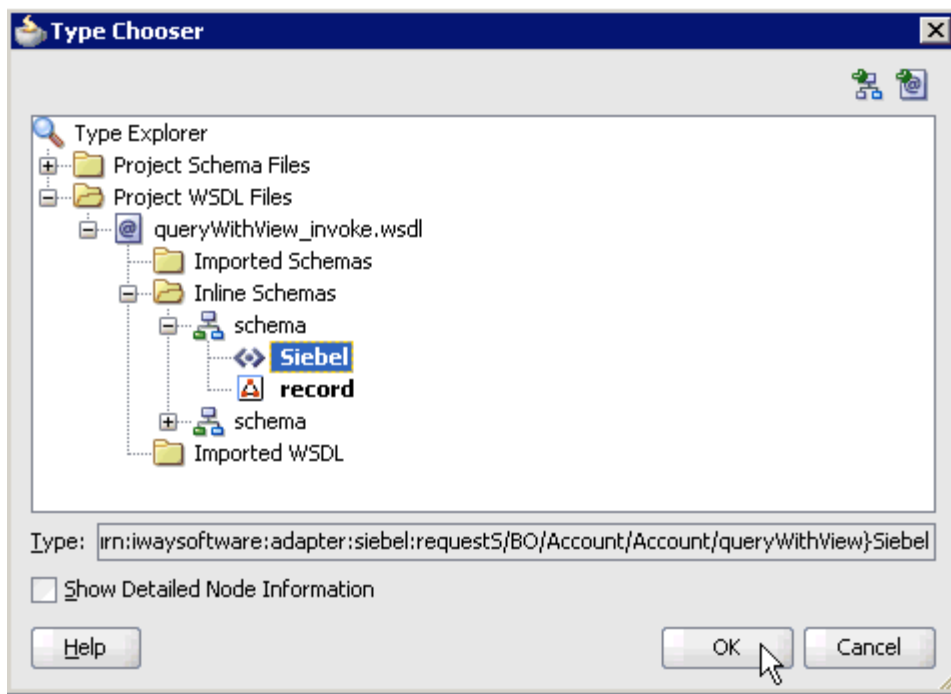 Type Chooser
Type Explorer
Project Schema Files
Project WSDL Files
queryWithView_invoke.wsdl
Imported Schemas
Inline Schemas
schema
Siebel
record
schema
Imported WSDL
Type: urn:iwaysoftware:adapter:siebel:requestS/BO/Account/Account/queryWithView}Siebel
Show Detailed Node Information
Help OK Cancel